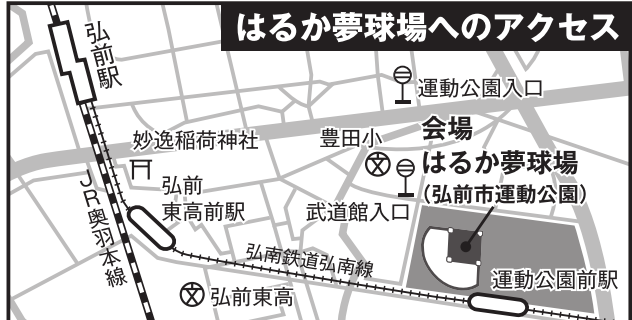 はるか夢球場へのアクセス
弘前駅
運動公園入口
妙逸稲荷神社
豊田小
会場
はるか夢球場
(弘前市運動公園)
弘前
東高前駅
武道館入口
JR奥羽本線
弘南鉄道弘南線
運動公園前駅
弘前東高